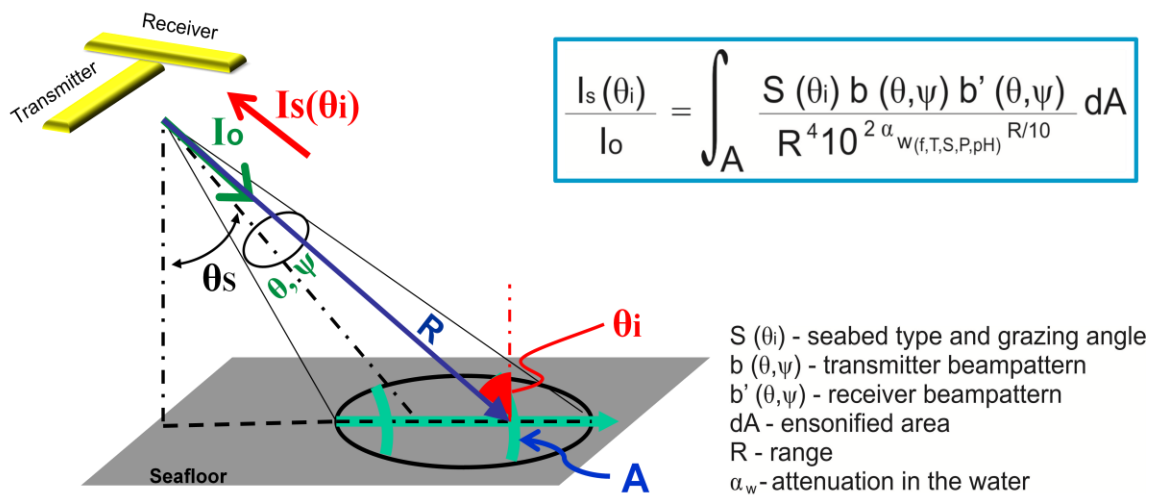 Receiver
Transmitter
Is(θi)
Io
θs
θ, ψ
R
θi
A
Seafloor
Is (θi) / Io = ∫A S (θi) b (θ,ψ) b’ (θ,ψ) / R⁴ 10^(2 αw(f,T,S,P,pH) R/10) dA
S (θi) - seabed type and grazing angle
b (θ,ψ) - transmitter beampattern
b’ (θ,ψ) - receiver beampattern
dA - ensonified area
R - range
αw - attenuation in the water